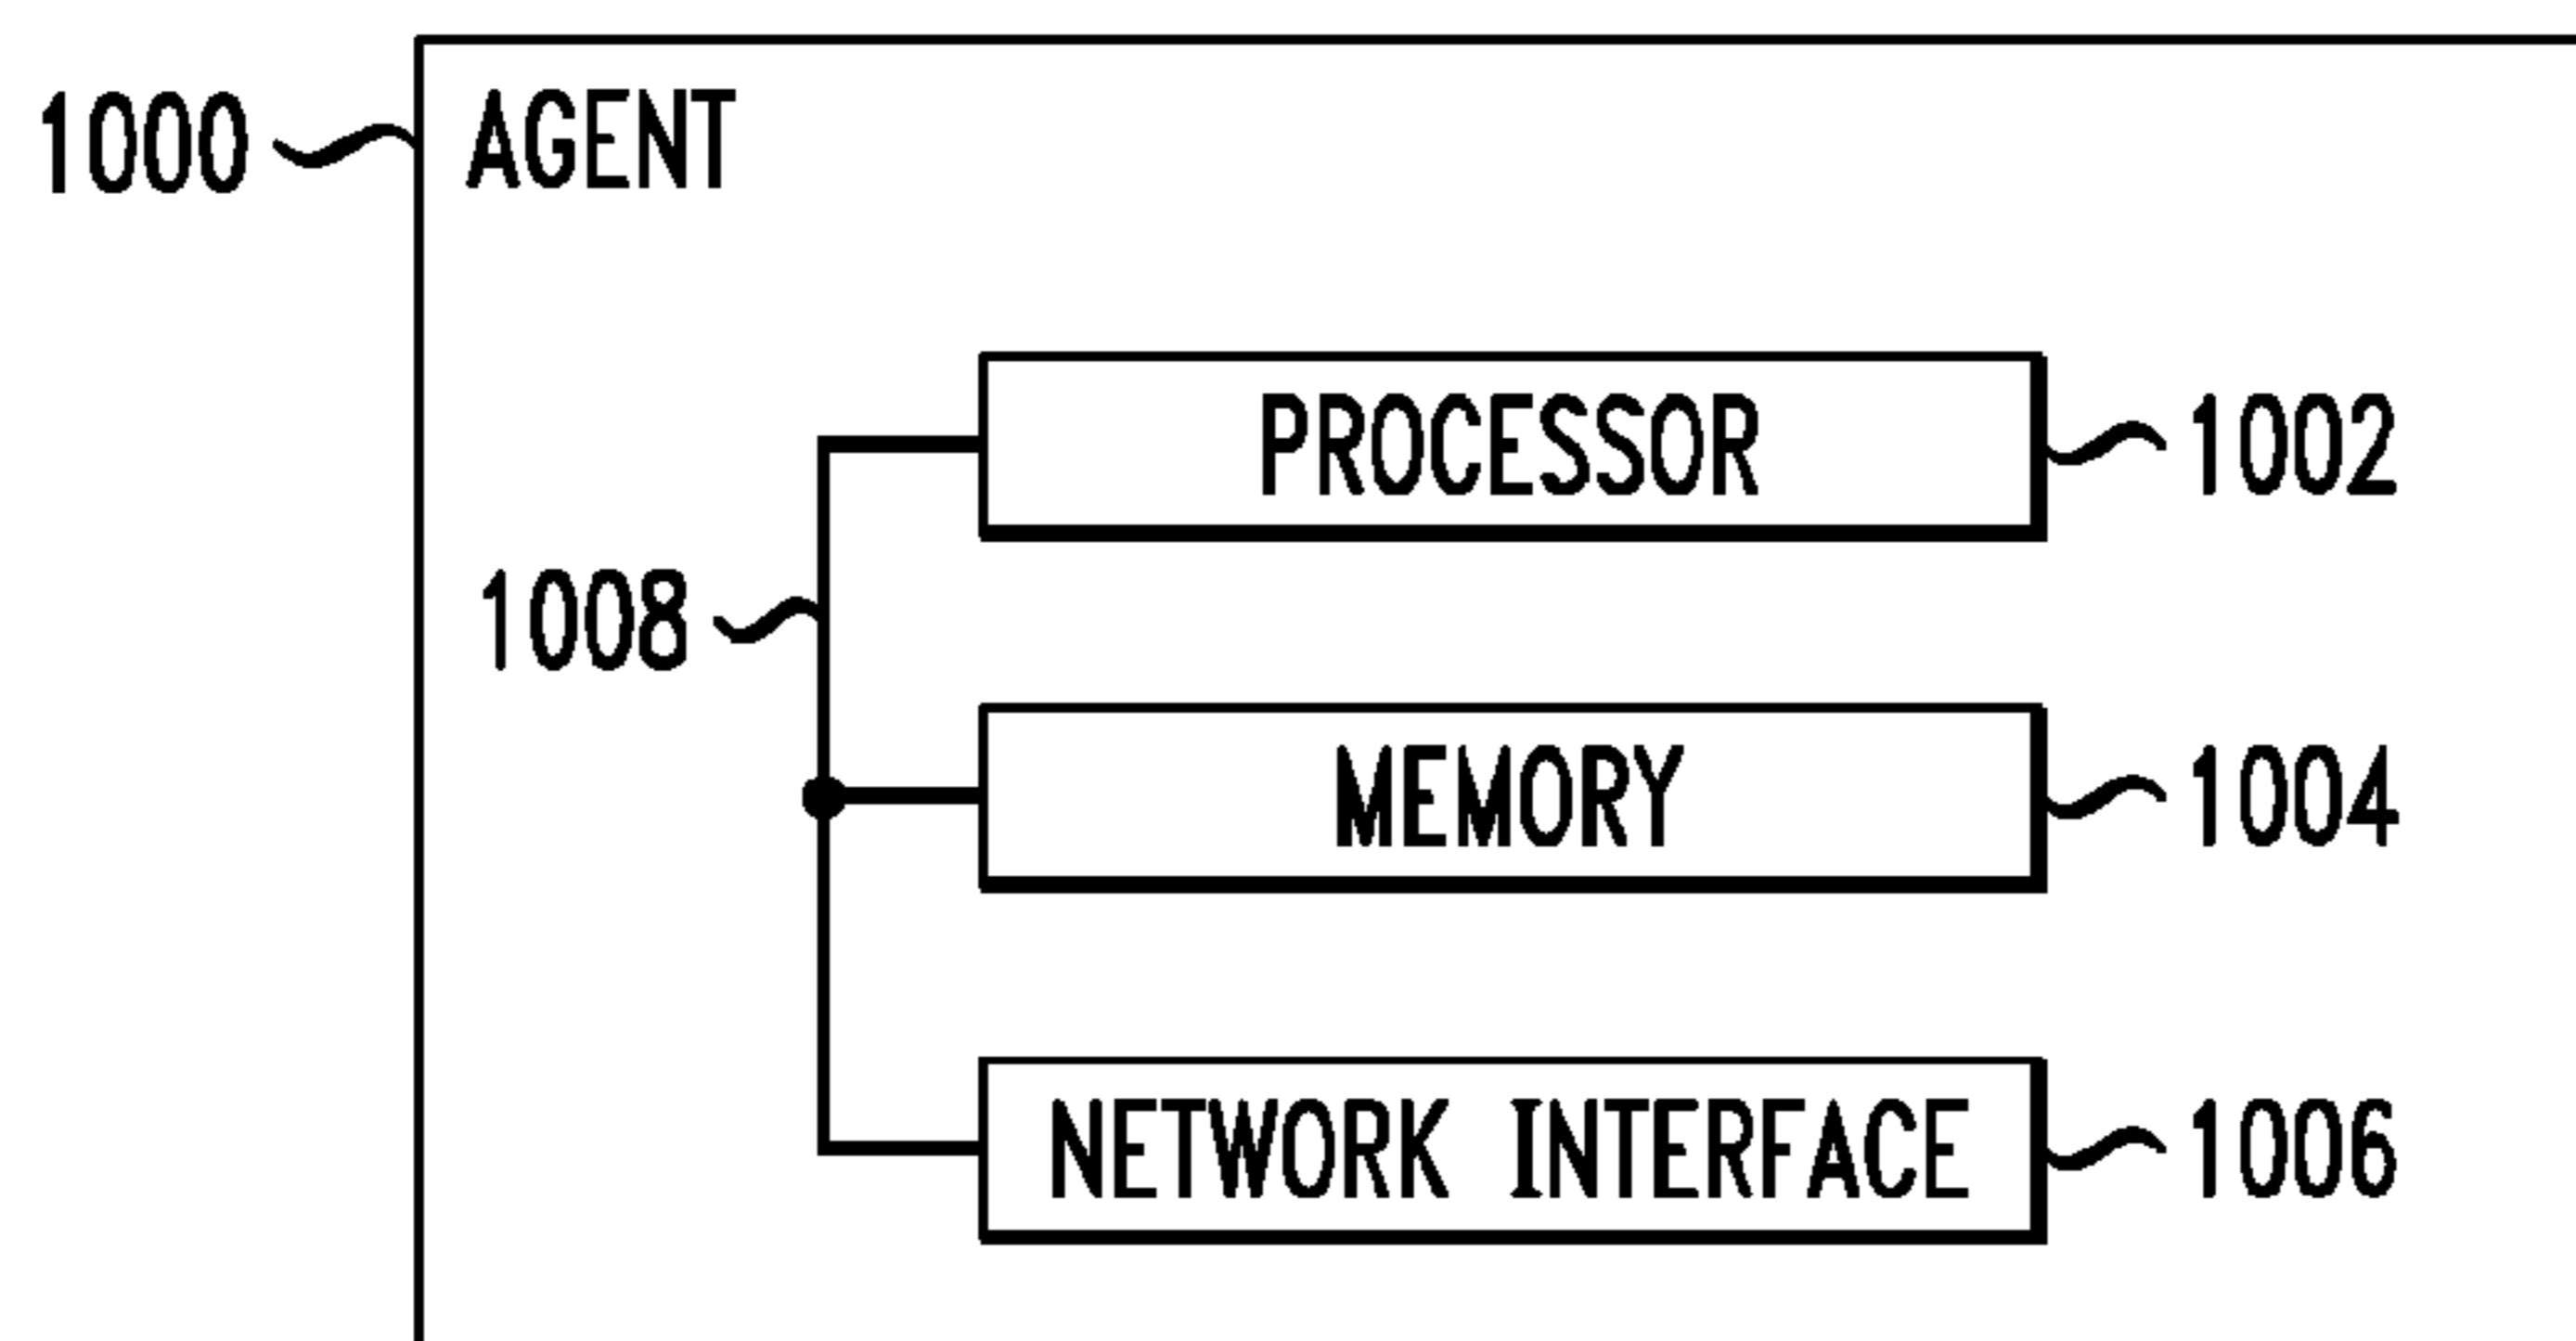 1000 AGENT
PROCESSOR 1002
1008
MEMORY 1004
NETWORK INTERFACE 1006